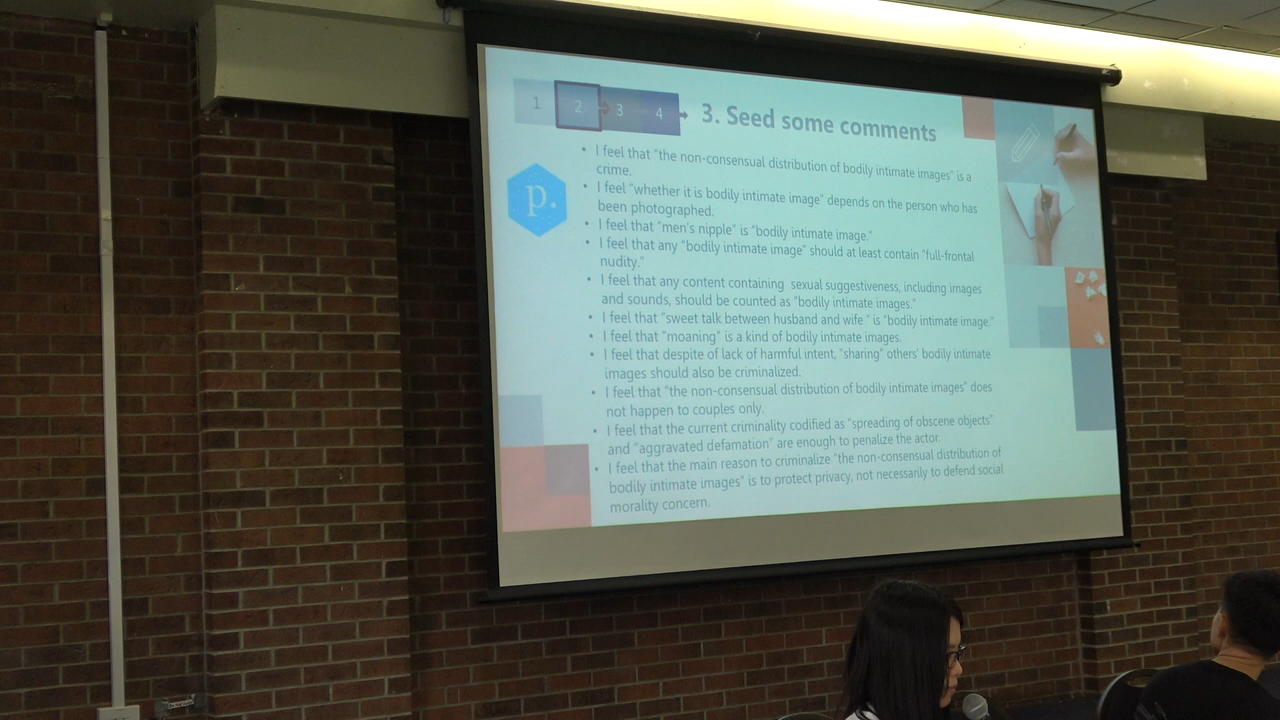 1 2 3 4 3. Seed some comments
p.
• I feel that "the non-consensual distribution of bodily intimate images" is a
crime.
• I feel "whether it is bodily intimate image" depends on the person who has
been photographed.
• I feel that "men's nipple" is "bodily intimate image."
• I feel that any "bodily intimate image" should at least contain "full-frontal
nudity."
• I feel that any content containing sexual suggestiveness, including images
and sounds, should be counted as "bodily intimate images."
• I feel that "sweet talk between husband and wife " is "bodily intimate image."
• I feel that "moaning" is a kind of bodily intimate images.
• I feel that despite of lack of harmful intent, "sharing" others' bodily intimate
images should also be criminalized.
• I feel that "the non-consensual distribution of bodily intimate images" does
not happen to couples only.
• I feel that the current criminality codified as "spreading of obscene objects"
and "aggravated defamation" are enough to penalize the actor.
• I feel that the main reason to criminalize "the non-consensual distribution of
bodily intimate images" is to protect privacy, not necessarily to defend social
morality concern.